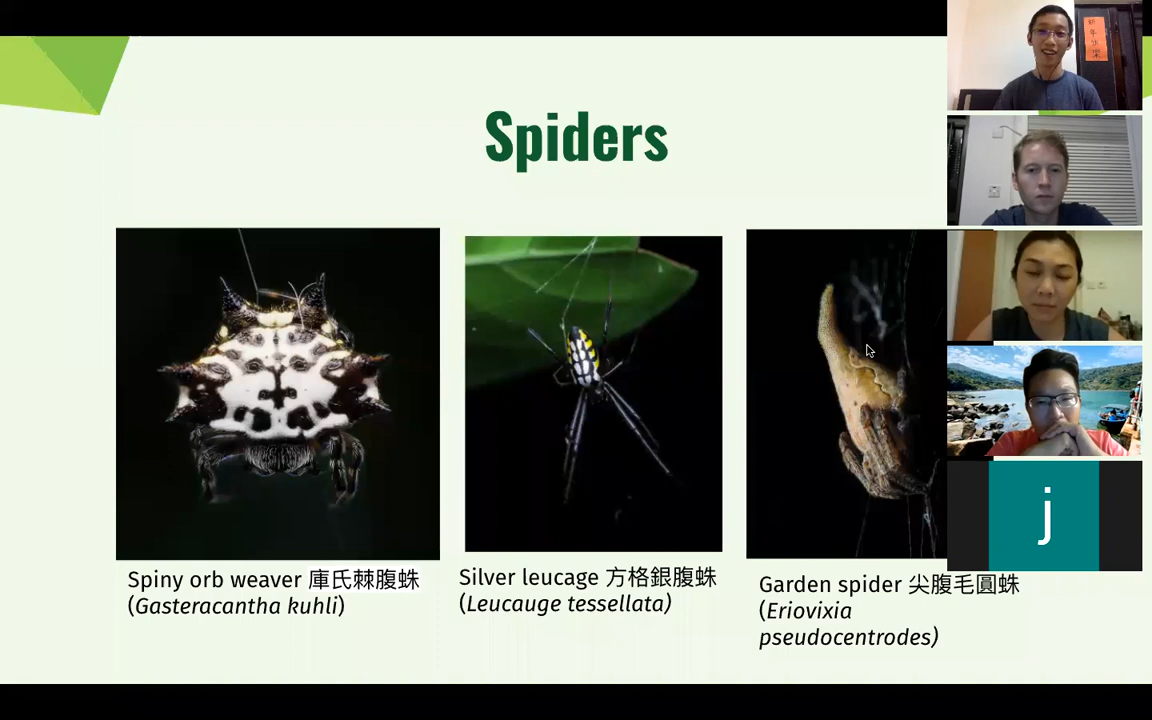 Spiders
Spiny orb weaver 庫氏棘腹蛛
(Gasteracantha kuhli)
Silver leucage 方格銀腹蛛
(Leucauge tessellata)
Garden spider 尖腹毛圓蛛
(Eriovixia
pseudocentrodes)
j